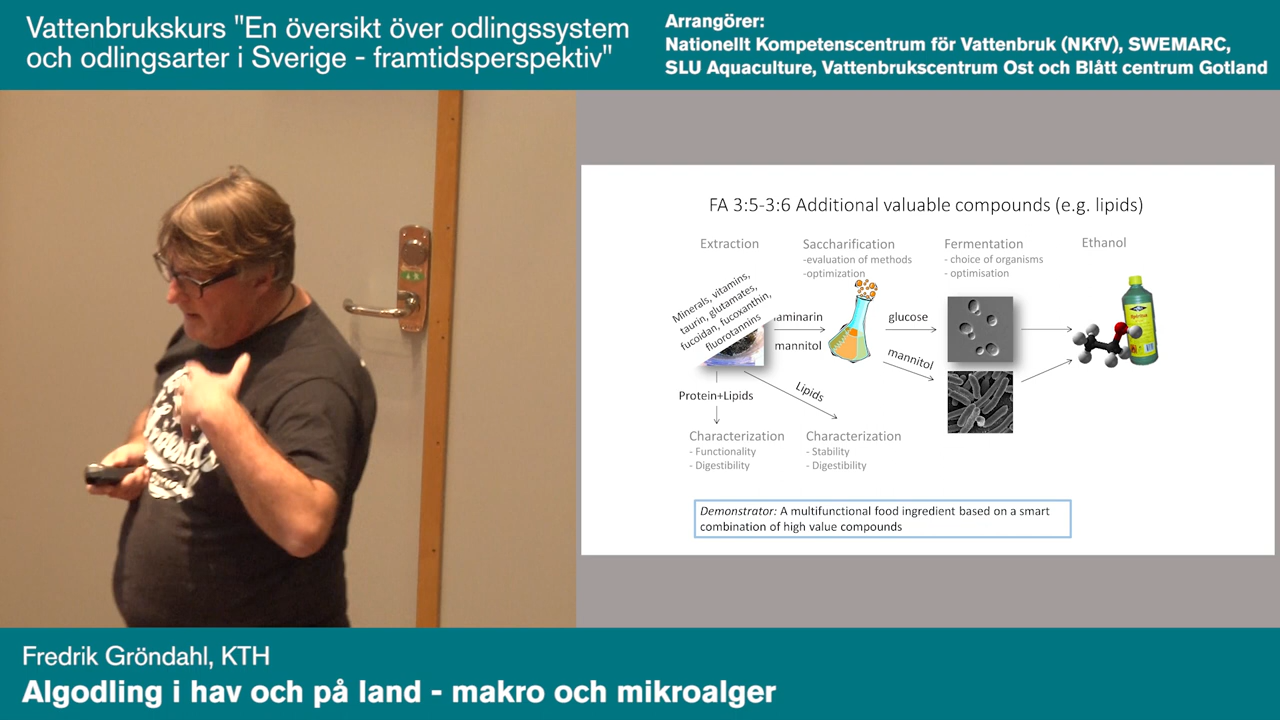 Vattenbrukskurs "En översikt över odlingssystem
och odlingsarter i Sverige - framtidsperspektiv"
Arrangörer:
Nationellt Kompetenscentrum för Vattenbruk (NKfV), SWEMARC,
SLU Aquaculture, Vattenbrukscentrum Ost och Blått centrum Gotland
FA 3:5-3:6 Additional valuable compounds (e.g. lipids)
Extraction
Saccharification
-evaluation of methods
-optimization
Fermentation
- choice of organisms
- optimisation
Ethanol
Minerals, vitamins,
taurin, glutamates,
fucoidan, fucoxanthin,
fluorotannins
aminarin
mannitol
glucose
mannitol
Protein+Lipids
Lipids
Characterization
- Functionality
- Digestibility
Characterization
- Stability
- Digestibility
Demonstrator: A multifunctional food ingredient based on a smart
combination of high value compounds
Fredrik Gröndahl, KTH
Algodling i hav och på land - makro och mikroalger